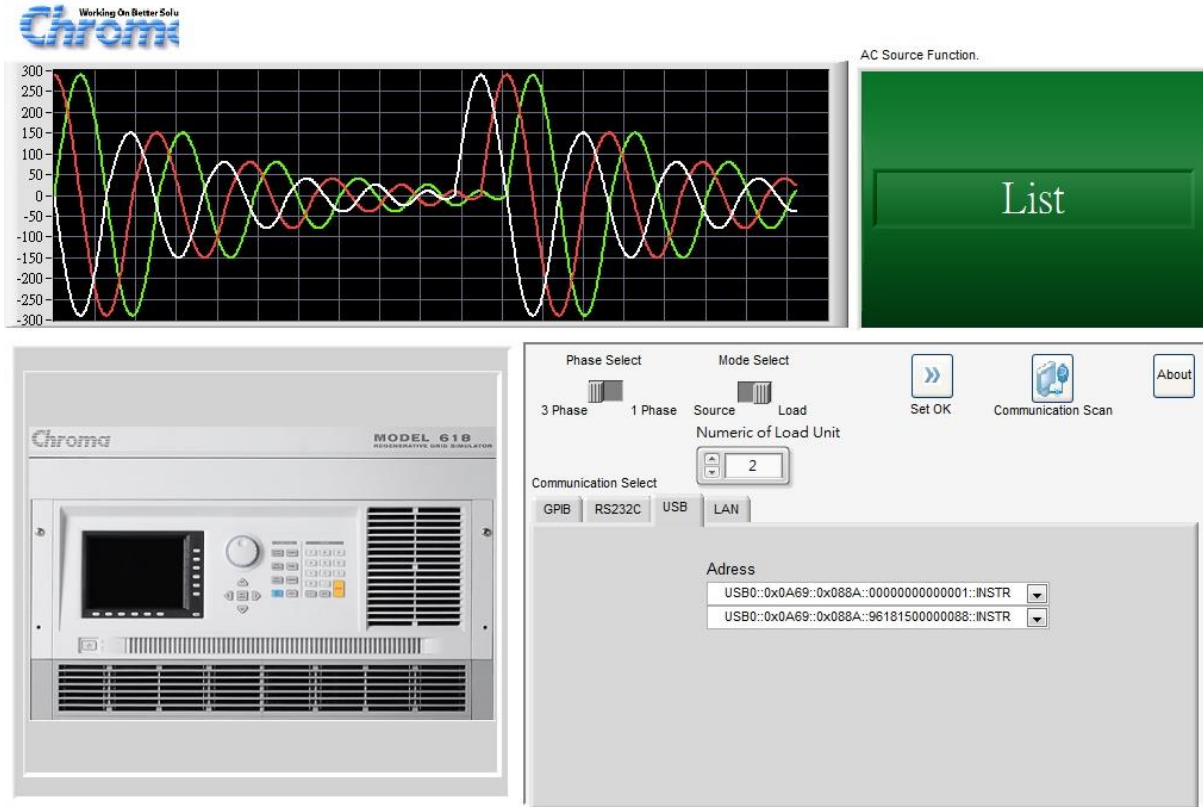 Working On Better Solu
Chroma
AC Source Function.
300
250
200
150
100
50
0
-50
-100
-150
-200
-250
-300
List
Phase Select
Mode Select
3 Phase
1 Phase
Source
Load
Set OK
Communication Scan
About
Numeric of Load Unit
2
Communication Select
GPIB
RS232C
USB
LAN
Adress
USB0::0x0A69::0x088A::00000000000001::INSTR
USB0::0x0A69::0x088A::96181500000088::INSTR
Chroma
MODEL 618
REGENERATIVE GRID SIMULATOR